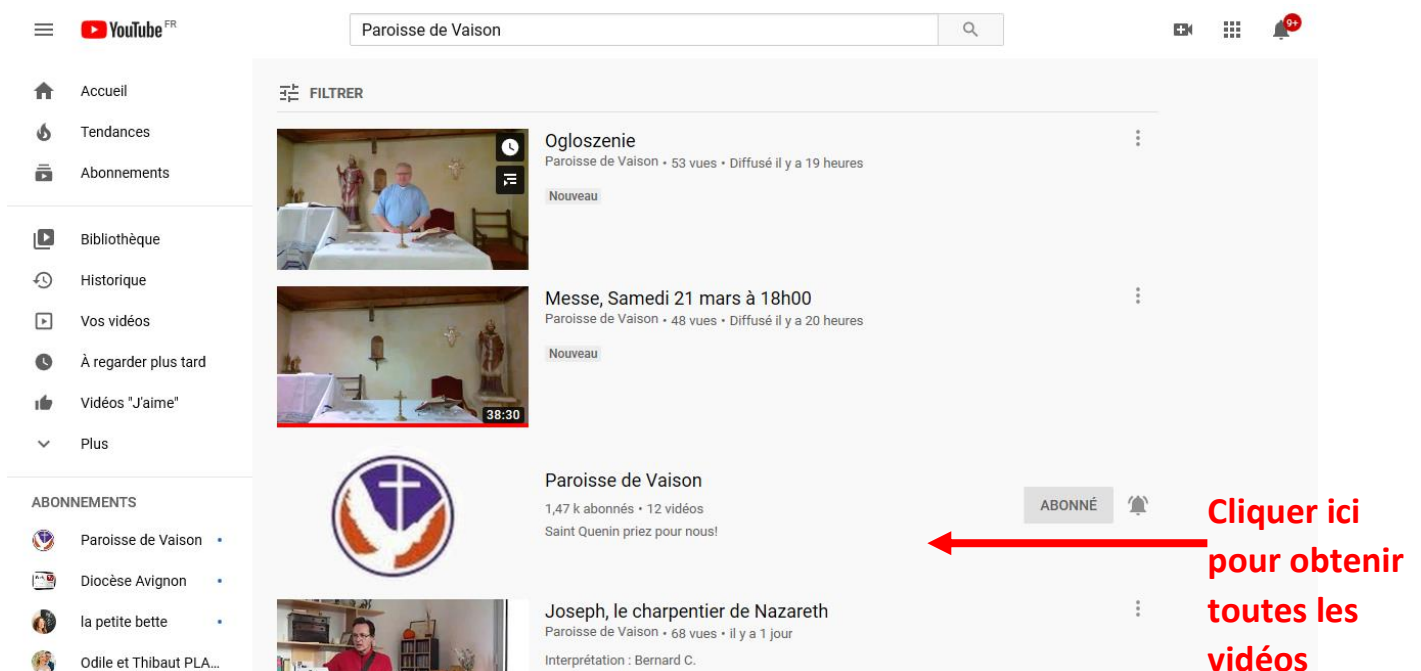 YouTube FR
Paroisse de Vaison
9+
Accueil
Tendances
Abonnements
Bibliothèque
Historique
Vos vidéos
À regarder plus tard
Vidéos "J'aime"
Plus
ABONNEMENTS
Paroisse de Vaison •
Diocèse Avignon •
la petite bette •
Odile et Thibaut PLA...
FILTRER
Ogloszenie
Paroisse de Vaison • 53 vues • Diffusé il y a 19 heures
Nouveau
38:30
Messe, Samedi 21 mars à 18h00
Paroisse de Vaison • 48 vues • Diffusé il y a 20 heures
Nouveau
Paroisse de Vaison
1,47 k abonnés • 12 vidéos
Saint Quenin priez pour nous!
ABONNÉ
Joseph, le charpentier de Nazareth
Paroisse de Vaison • 68 vues • il y a 1 jour
Interprétation : Bernard C.
Cliquer ici
pour obtenir
toutes les
vidéos